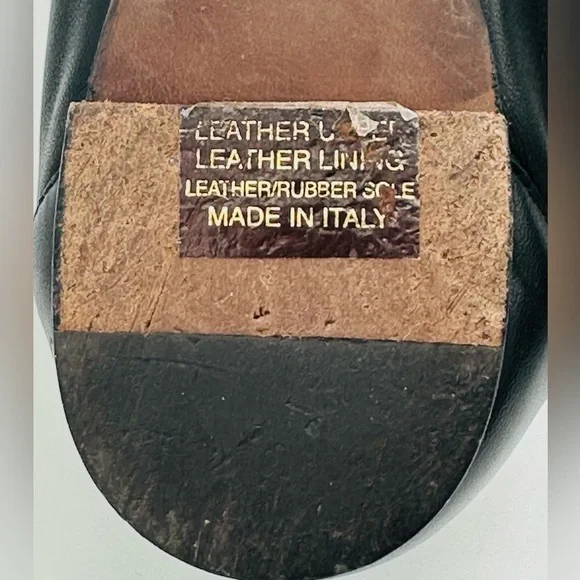 LEATHER
LEATHER LINING
LEATHER/RUBBER SOLE
MADE IN ITALY